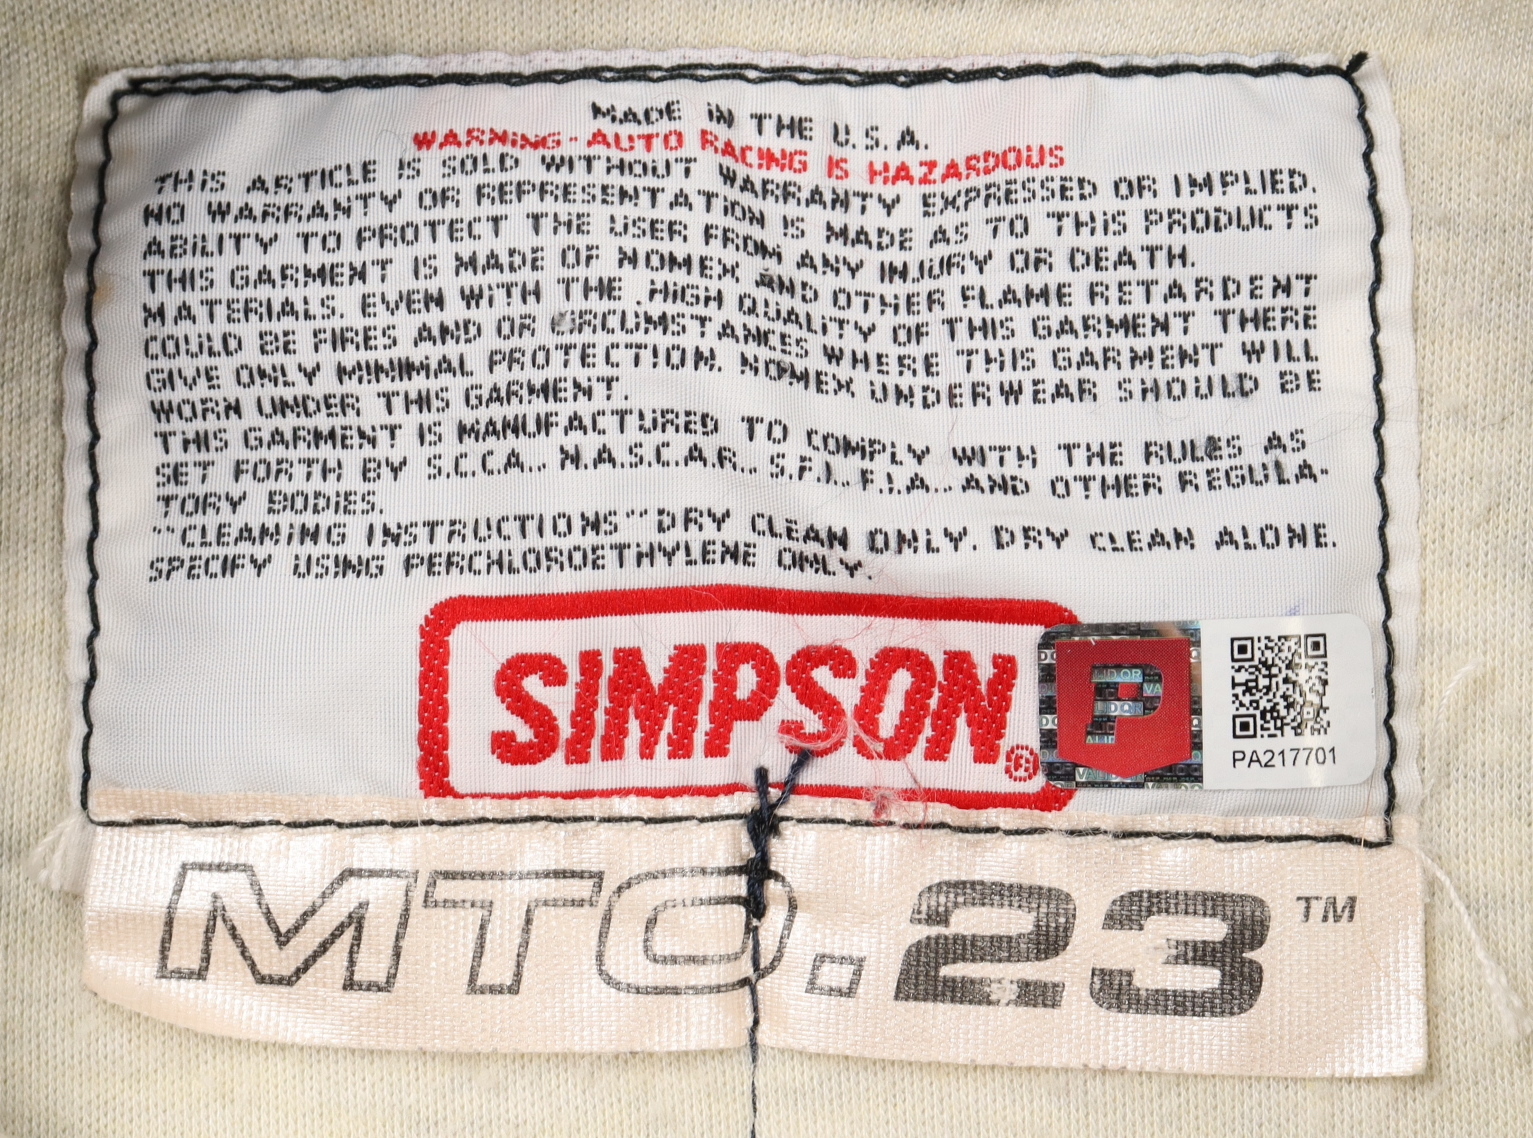 MADE IN THE U.S.A.
WARNING-AUTO RACING IS HAZARDOUS
THIS ARTICLE IS SOLD WITHOUT WARRANTY EXPRESSED OR IMPLIED.
NO WARRANTY OR REPRESENTATION IS MADE AS TO THIS PRODUCTS
ABILITY TO PROTECT THE USER FROM ANY INJURY OR DEATH.
THIS GARMENT IS MADE OF NOMEX AND OTHER FLAME RETARDENT
MATERIALS. EVEN WITH THE HIGH QUALITY OF THIS GARMENT THERE
COULD BE FIRES AND OR CIRCUMSTANCES WHERE THIS GARMENT WILL
GIVE ONLY MINIMAL PROTECTION. NOMEX UNDERWEAR SHOULD BE
WORN UNDER THIS GARMENT.
THIS GARMENT IS MANUFACTURED TO COMPLY WITH THE RULES AS
SET FORTH BY S.C.C.A., N.A.S.C.A.R., S.F.I., F.I.A., AND OTHER REGULA-
TORY BODIES.
"CLEANING INSTRUCTIONS" DRY CLEAN ONLY. DRY CLEAN ALONE.
SPECIFY USING PERCHLOROETHYLENE ONLY.
SIMPSON®
P
PA217701
MTO.23™